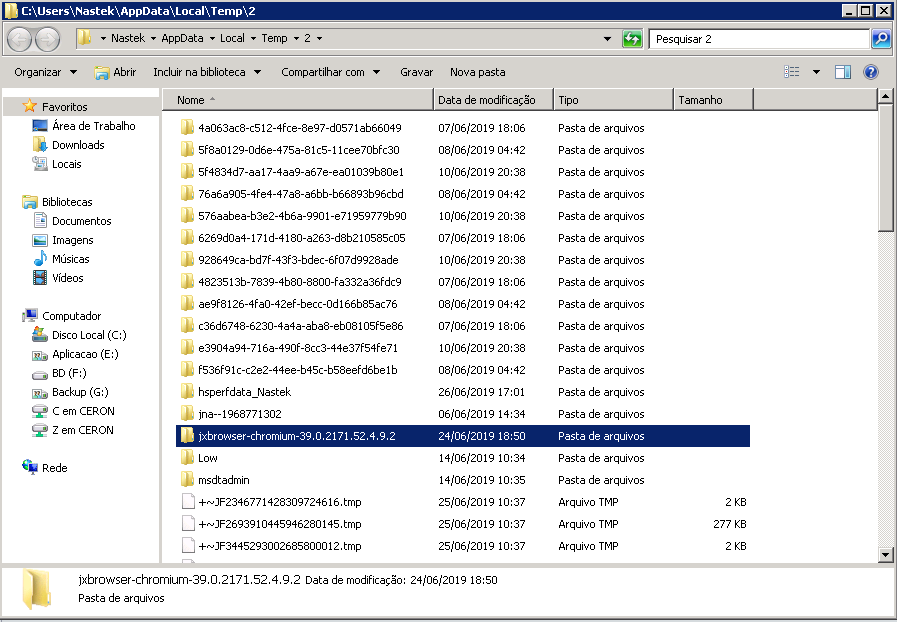 C:\Users\Nastek\AppData\Local\Temp\2
Nastek AppData Local Temp 2
Pesquisar 2
Organizar Abrir Incluir na biblioteca Compartilhar com Gravar Nova pasta
Favoritos
Área de Trabalho
Downloads
Locais
Bibliotecas
Documentos
Imagens
Músicas
Vídeos
Computador
Disco Local (C:)
Aplicacao (E:)
BD (F:)
Backup (G:)
C em CERON
Z em CERON
Rede
Nome Data de modificação Tipo Tamanho
4a063ac8-c512-4fce-8e97-d0571ab66049 07/06/2019 18:06 Pasta de arquivos
5f8a0129-0d6e-475a-81c5-11cee70bfc30 08/06/2019 04:42 Pasta de arquivos
5f4834d7-aa17-4aa9-a67e-ea01039b80e1 10/06/2019 20:38 Pasta de arquivos
76a6a905-4fe4-47a8-a6bb-b66893b96cbd 08/06/2019 04:42 Pasta de arquivos
576aabea-b3e2-4b6a-9901-e71959779b90 10/06/2019 20:38 Pasta de arquivos
6269d0a4-171d-4180-a263-d8b210585c05 07/06/2019 18:06 Pasta de arquivos
928649ca-bd7f-43f3-bdec-6f07d9928ade 10/06/2019 20:38 Pasta de arquivos
4823513b-7839-4b80-8800-fa332a36fdc9 07/06/2019 18:06 Pasta de arquivos
ae9f8126-4fa0-42ef-becc-0d166b85ac76 08/06/2019 04:42 Pasta de arquivos
c36d6748-6230-4a4a-aba8-eb08105f5e86 07/06/2019 18:06 Pasta de arquivos
e3904a94-716a-490f-8cc3-44e37f54fe71 10/06/2019 20:38 Pasta de arquivos
f536f91c-c2e2-44ee-b45c-b58eefd6be1b 08/06/2019 04:42 Pasta de arquivos
hsperfdata_Nastek 26/06/2019 17:01 Pasta de arquivos
jna--1968771302 06/06/2019 14:34 Pasta de arquivos
jxbrowser-chromium-39.0.2171.52.4.9.2 24/06/2019 18:50 Pasta de arquivos
Low 14/06/2019 10:34 Pasta de arquivos
msdtadmin 14/06/2019 10:35 Pasta de arquivos
+~JF2346771428309724616.tmp 25/06/2019 10:37 Arquivo TMP 2 KB
+~JF2693910445946280145.tmp 25/06/2019 10:37 Arquivo TMP 277 KB
+~JF3445293002685800012.tmp 25/06/2019 10:37 Arquivo TMP 2 KB
jxbrowser-chromium-39.0.2171.52.4.9.2 Data de modificação: 24/06/2019 18:50
Pasta de arquivos